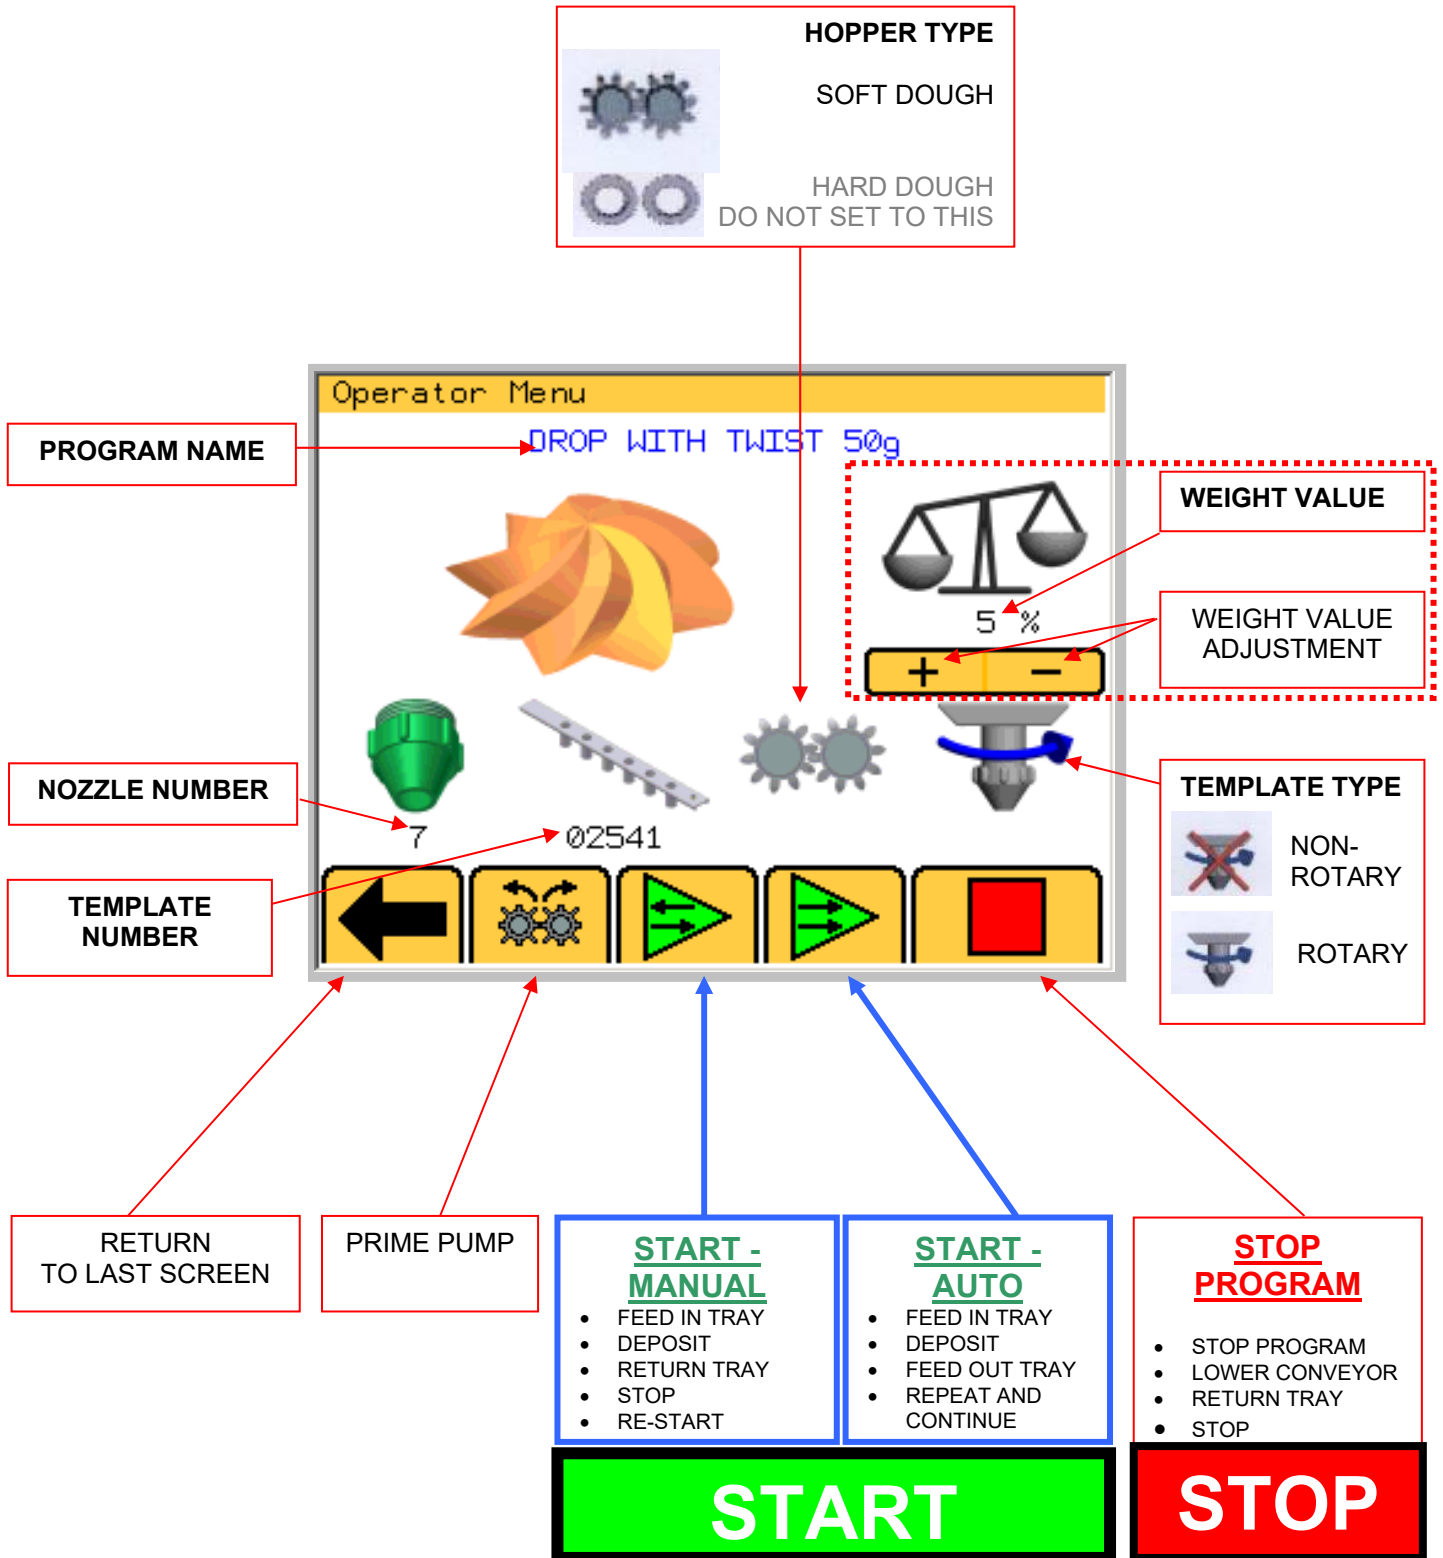 HOPPER TYPE
SOFT DOUGH
HARD DOUGH
DO NOT SET TO THIS
Operator Menu
DROP WITH TWIST 50g
PROGRAM NAME
WEIGHT VALUE
5 %
WEIGHT VALUE
ADJUSTMENT
+ −
NOZZLE NUMBER
7
02541
TEMPLATE
NUMBER
TEMPLATE TYPE
NON-
ROTARY
ROTARY
RETURN
TO LAST SCREEN
PRIME PUMP
START -
MANUAL
• FEED IN TRAY
• DEPOSIT
• RETURN TRAY
• STOP
• RE-START
START -
AUTO
• FEED IN TRAY
• DEPOSIT
• FEED OUT TRAY
• REPEAT AND
CONTINUE
STOP
PROGRAM
• STOP PROGRAM
• LOWER CONVEYOR
• RETURN TRAY
• STOP
START
STOP